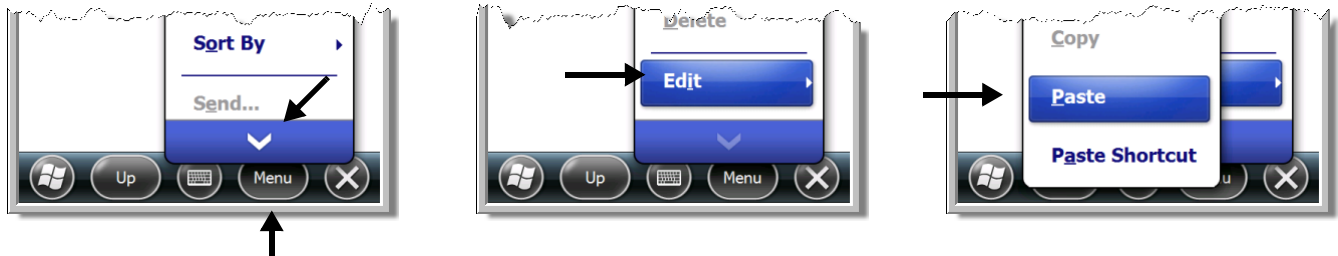 Sort By
Send...
Up
Menu
Delete
Edit
Up
Menu
Copy
Paste
Paste Shortcut
u